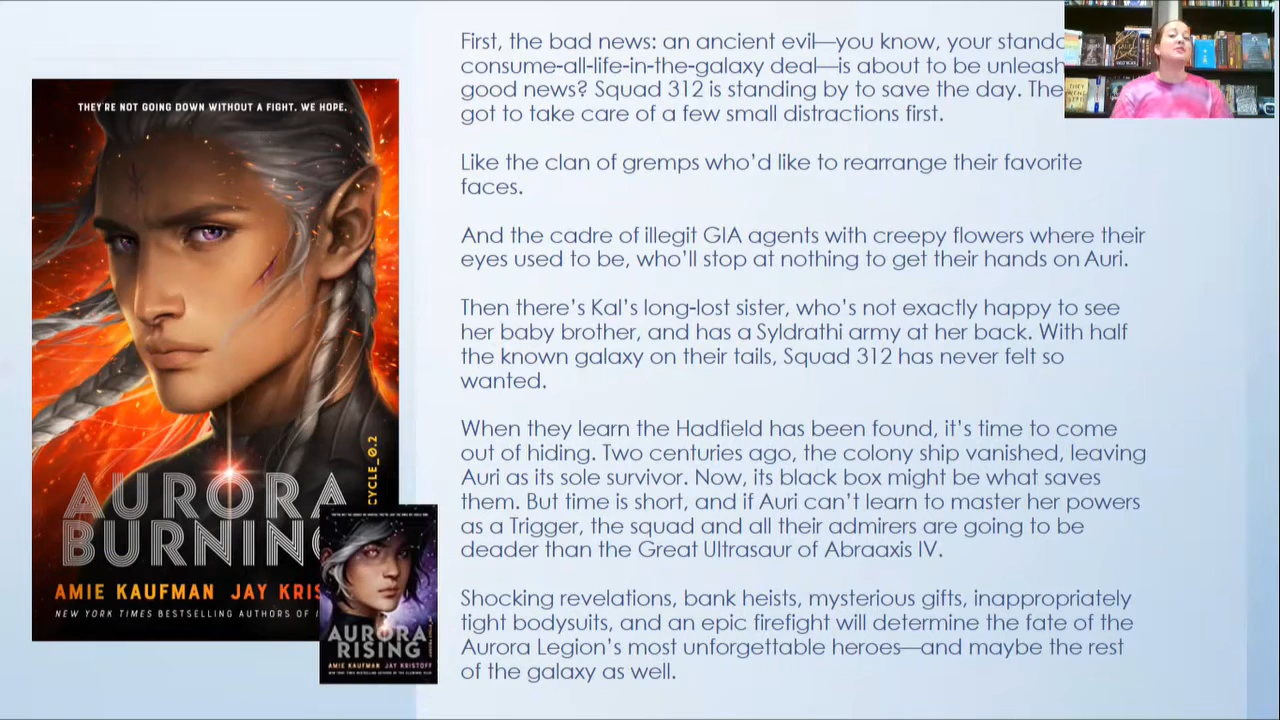 THEY'RE NOT GOING DOWN WITHOUT A FIGHT. WE HOPE.
CYCLE_0.2
AURORA
BURNING
AMIE KAUFMAN JAY
NEW YORK TIMES BESTSELLING AUTHORS OF
AURORA
RISING
AMIE KAUFMAN JAY KRISTOFF
First, the bad news: an ancient evil—you know, your
consume-all-life-in-the-galaxy deal—is about to be
good news? Squad 312 is standing by to save the day.
got to take care of a few small distractions first.
Like the clan of gremps who'd like to rearrange their favorite
faces.
And the cadre of illegit GIA agents with creepy flowers where their
eyes used to be, who'll stop at nothing to get their hands on Auri.
Then there's Kal's long-lost sister, who's not exactly happy to see
her baby brother, and has a Syldrathi army at her back. With half
the known galaxy on their tails, Squad 312 has never felt so
wanted.
When they learn the Hadfield has been found, it's time to come
out of hiding. Two centuries ago, the colony ship vanished, leaving
Auri as its sole survivor. Now, its black box might be what saves
them. But time is short, and if Auri can't learn to master her powers
as a Trigger, the squad and all their admirers are going to be
deader than the Great Ultrasaur of Abraaxis IV.
Shocking revelations, bank heists, mysterious gifts, inappropriately
tight bodysuits, and an epic firefight will determine the fate of the
Aurora Legion's most unforgettable heroes—and maybe the rest
of the galaxy as well.